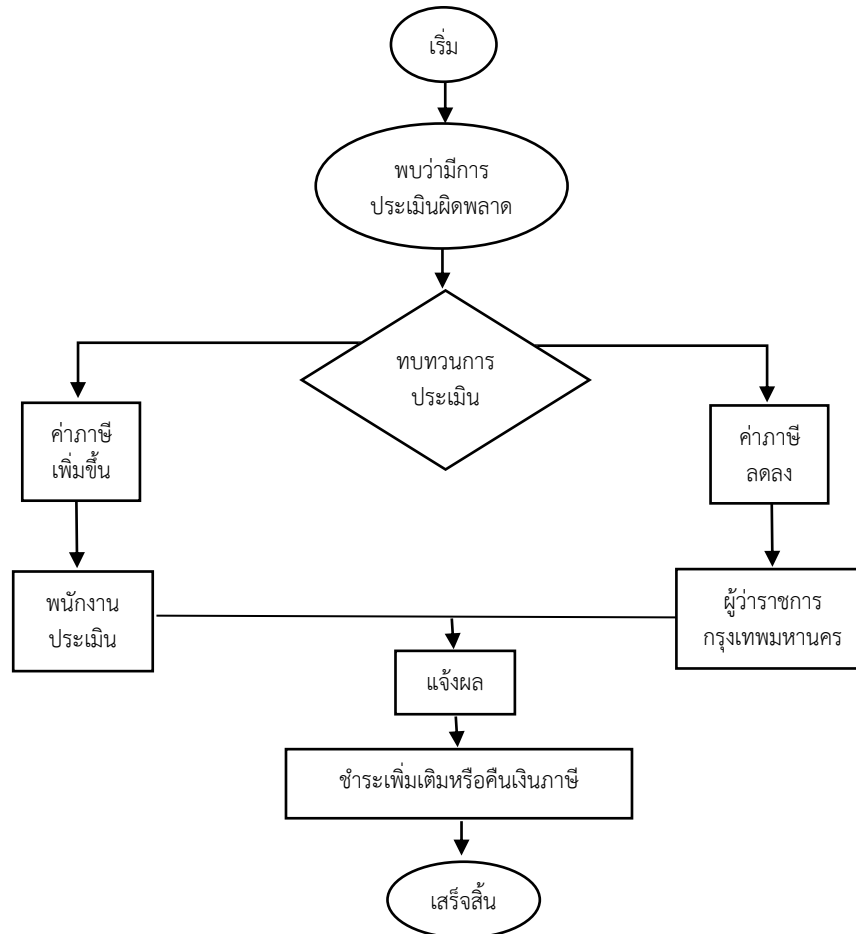 เริ่ม
พบว่ามีการ
ประเมินผิดพลาด
ทบทวนการ
ประเมิน
ค่าภาษี
เพิ่มขึ้น
ค่าภาษี
ลดลง
พนักงาน
ประเมิน
ผู้ว่าราชการ
กรุงเทพมหานคร
แจ้งผล
ชำระเพิ่มเติมหรือคืนเงินภาษี
เสร็จสิ้น